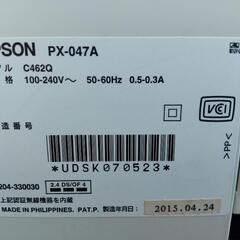 PSON PX-047A
ル C462Q
格 100-240V～ 50-60Hz 0.5-0.3A
VCI
造番号
*UDSK070523*
>PP<
204-330030
2.4 DS/OF 4
上記認証無線機器を内蔵
MADE IN PHILIPPINES. PAT.P. 製造年月日: 2015.04.24